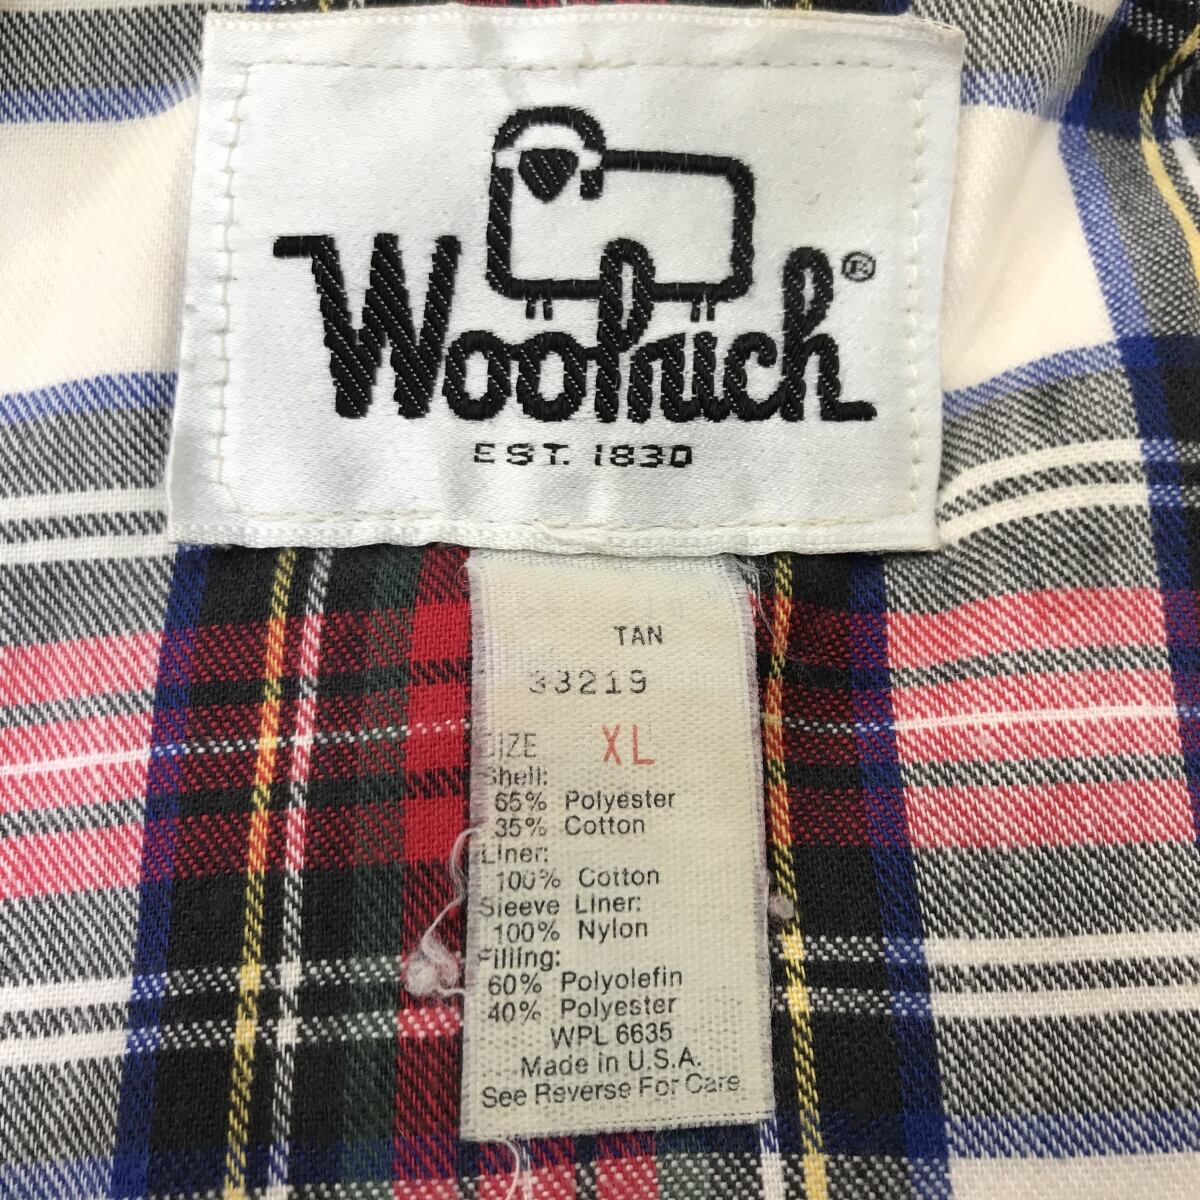 Woolrich®
EST. 1830
TAN
33219
SIZE XL
Shell:
65% Polyester
35% Cotton
Liner:
100% Cotton
Sleeve Liner:
100% Nylon
Filling:
60% Polyolefin
40% Polyester
WPL 6635
Made in U.S.A.
See Reverse For Care